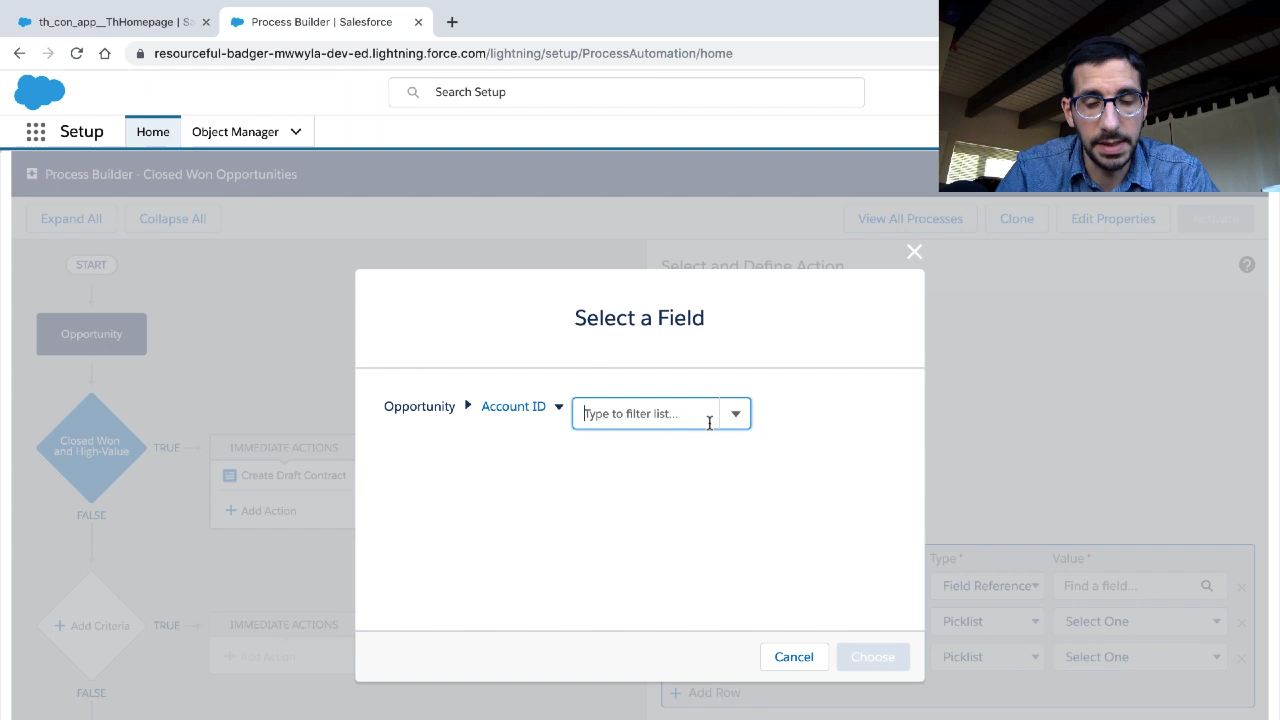 th_con_app__ThHomepage | Sa
Process Builder | Salesforce
resourceful-badger-mwwyla-dev-ed.lightning.force.com/lightning/setup/ProcessAutomation/home
Search Setup
Setup
Home
Object Manager
Process Builder - Closed Won Opportunities
Expand All
Collapse All
View All Processes
Clone
Edit Properties
Activate
START
Select and Define Action
Opportunity
Select a Field
Opportunity
Account ID
Type to filter list...
Closed Won
and High-Value
TRUE
IMMEDIATE ACTIONS
Create Draft Contract
+ Add Action
FALSE
Type *
Value *
Field Reference
Find a field...
Picklist
Select One
+ Add Criteria
TRUE
IMMEDIATE ACTIONS
+ Add Action
Picklist
Select One
Cancel
Choose
FALSE
+ Add Row